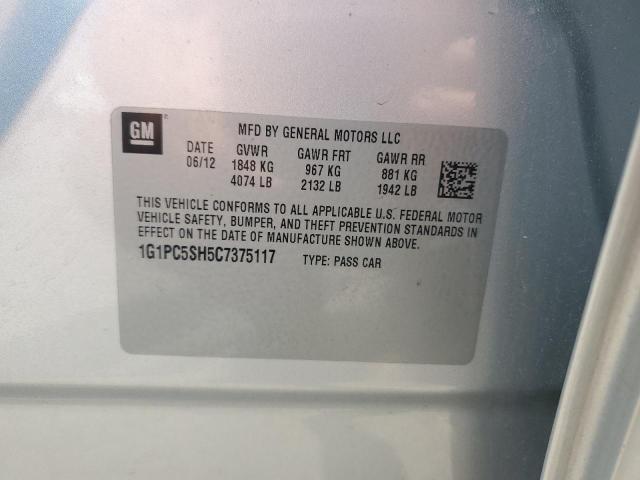 GM ®
MFD BY GENERAL MOTORS LLC
DATE GVWR GAWR FRT GAWR RR
06/12 1848 KG 967 KG 881 KG
4074 LB 2132 LB 1942 LB
THIS VEHICLE CONFORMS TO ALL APPLICABLE U.S. FEDERAL MOTOR
VEHICLE SAFETY, BUMPER, AND THEFT PREVENTION STANDARDS IN
EFFECT ON THE DATE OF MANUFACTURE SHOWN ABOVE.
1G1PC5SH5C7375117 TYPE: PASS CAR